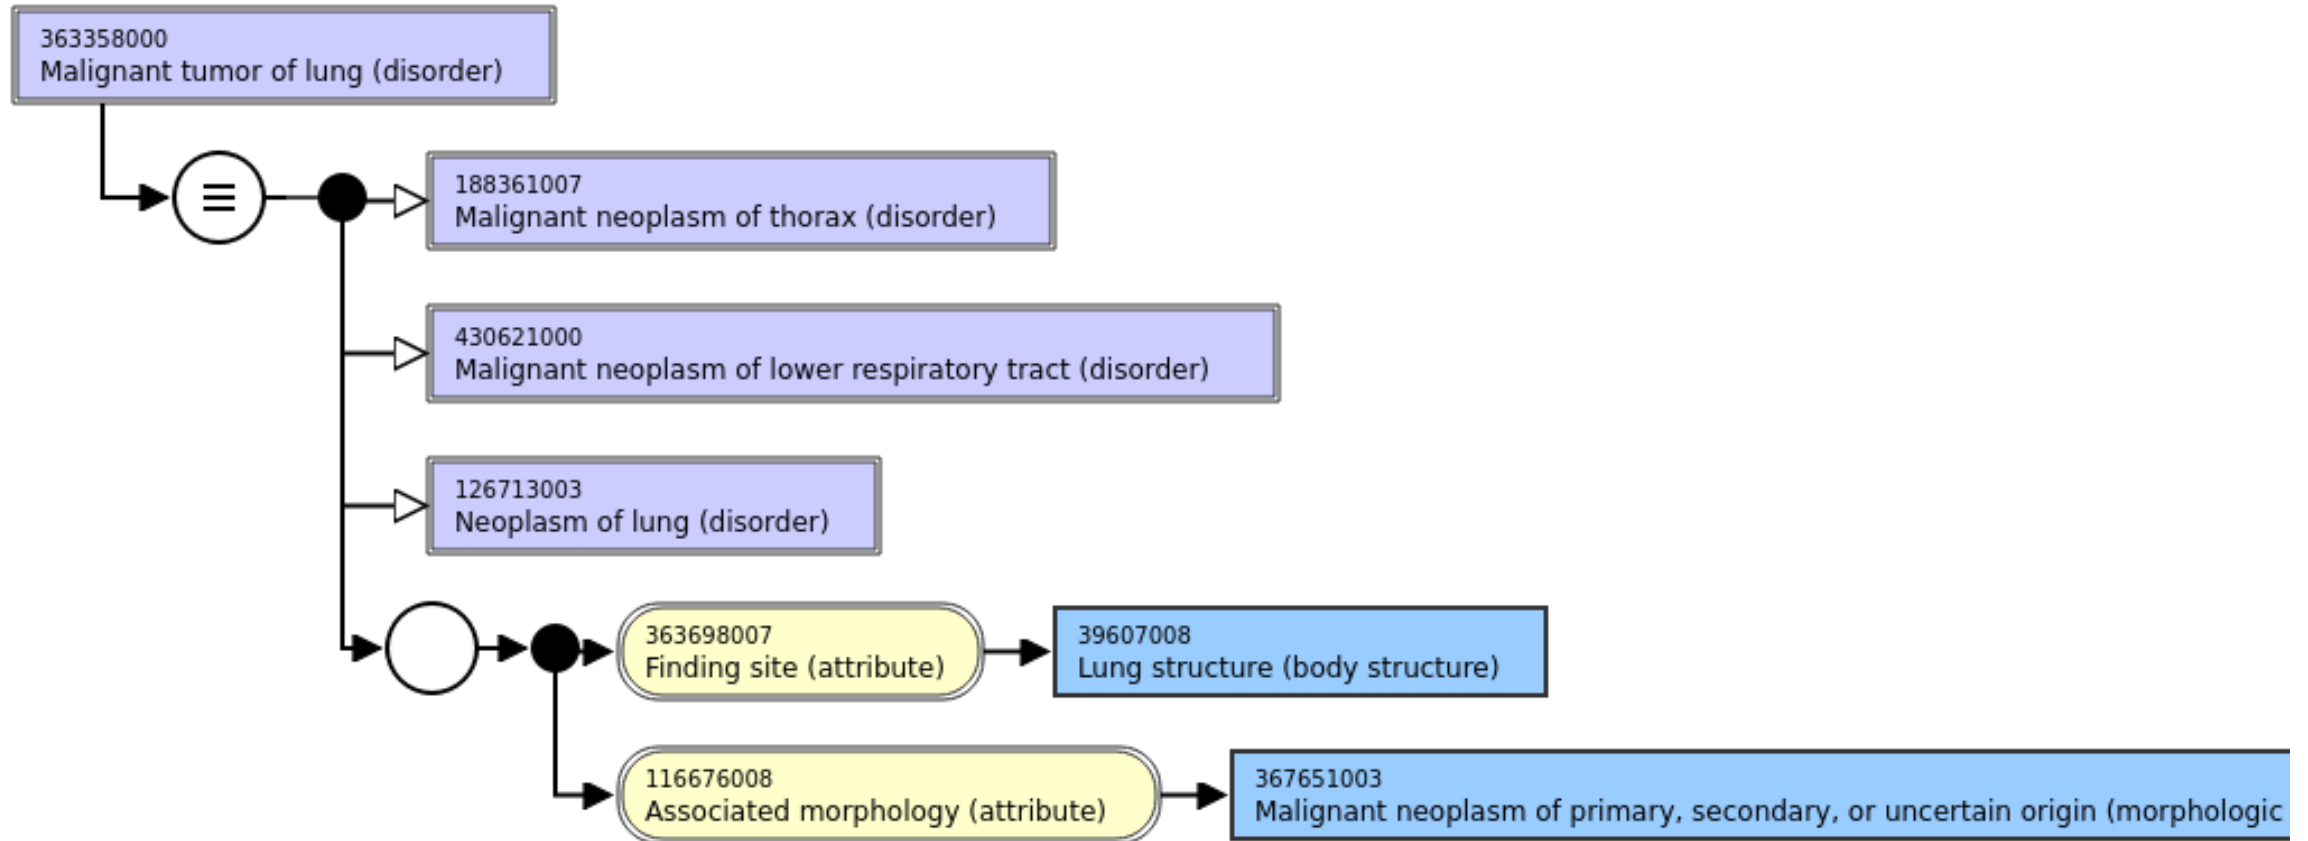 363358000
Malignant tumor of lung (disorder)
188361007
Malignant neoplasm of thorax (disorder)
430621000
Malignant neoplasm of lower respiratory tract (disorder)
126713003
Neoplasm of lung (disorder)
363698007
Finding site (attribute)
39607008
Lung structure (body structure)
116676008
Associated morphology (attribute)
367651003
Malignant neoplasm of primary, secondary, or uncertain origin (morphologic